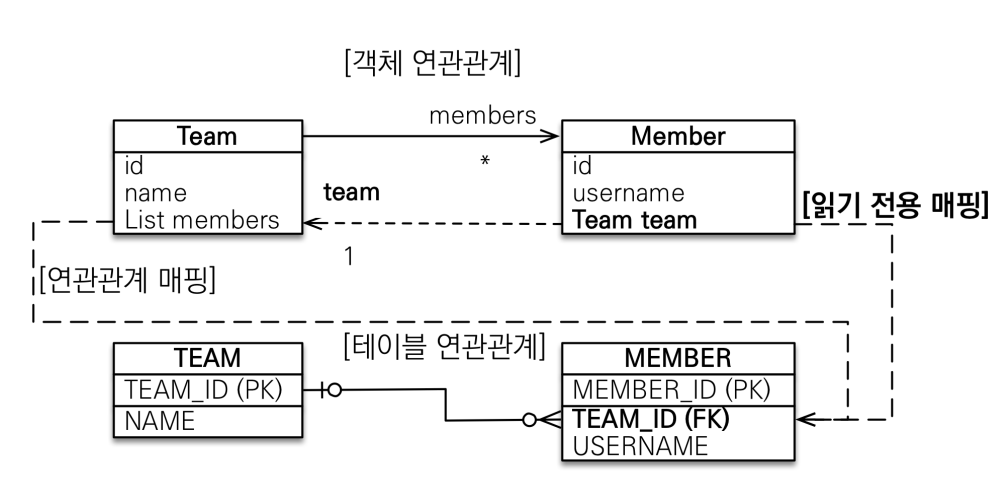 [객체 연관관계]
members
Team
id
name
List members
*
team
1
Member
id
username
Team team
[읽기 전용 매핑]
[연관관계 매핑]
[테이블 연관관계]
TEAM
TEAM_ID (PK)
NAME
MEMBER
MEMBER_ID (PK)
TEAM_ID (FK)
USERNAME